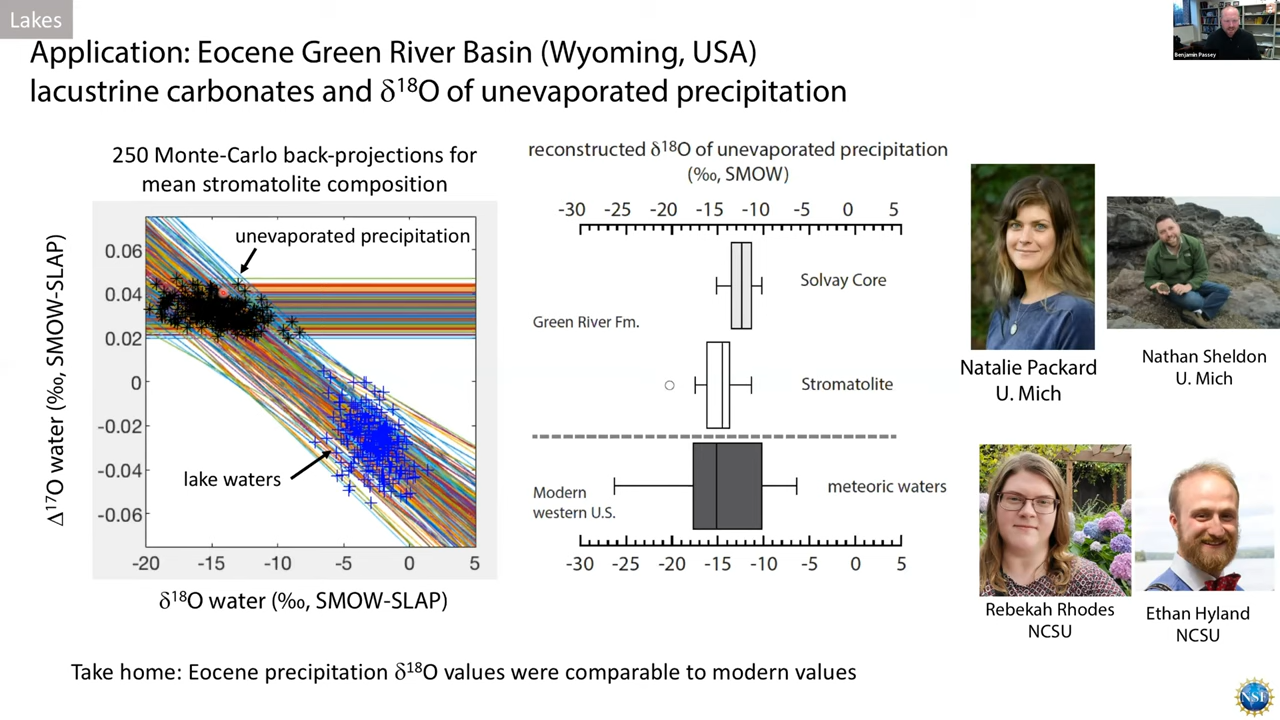 Lakes
Application: Eocene Green River Basin (Wyoming, USA)
lacustrine carbonates and δ¹⁸O of unevaporated precipitation
Benjamin Passey
250 Monte-Carlo back-projections for
mean stromatolite composition
unevaporated precipitation
lake waters
Δ¹⁷O water (‰, SMOW-SLAP)
0.06
0.04
0.02
0
-0.02
-0.04
-0.06
-20 -15 -10 -5 0 5
δ¹⁸O water (‰, SMOW-SLAP)
reconstructed δ¹⁸O of unevaporated precipitation
(‰, SMOW)
-30 -25 -20 -15 -10 -5 0 5
Solvay Core
Green River Fm.
Stromatolite
meteoric waters
Modern
western U.S.
-30 -25 -20 -15 -10 -5 0 5
Natalie Packard
U. Mich
Nathan Sheldon
U. Mich
Rebekah Rhodes
NCSU
Ethan Hyland
NCSU
Take home: Eocene precipitation δ¹⁸O values were comparable to modern values
NSF